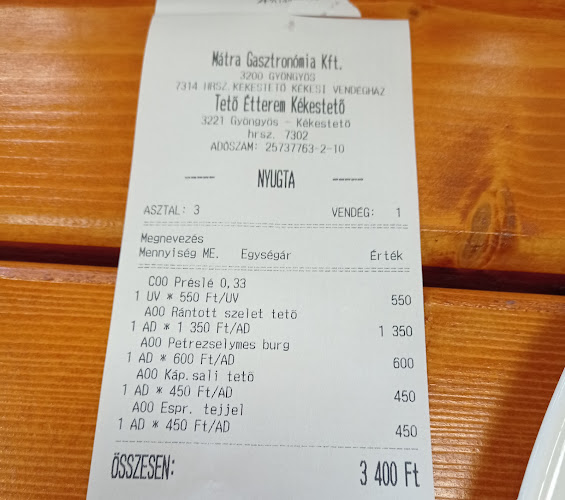 Mátra Gasztronómia Kft.
3200 GYÖNGYÖS
7314 HRSZ. KÉKESTETŐ KÉKESI VENDÉGHÁZ
Tető Étterem Kékestető
3221 Gyöngyös - Kékestető
hrsz. 7302
ADÓSZÁM: 25737763-2-10
NYUGTA
ASZTAL: 3 VENDÉG: 1
Megnevezés
Mennyiség ME. Egységár Érték
C00 Préslé 0,33
1 ÜV * 550 Ft/ÜV 550
A00 Rántott szelet tető
1 AD * 1 350 Ft/AD 1 350
A00 Petrezselymes burg
1 AD * 600 Ft/AD 600
A00 Káp.sali tető
1 AD * 450 Ft/AD 450
A00 Espr. tejjel
1 AD * 450 Ft/AD 450
ÖSSZESEN: 3 400 Ft